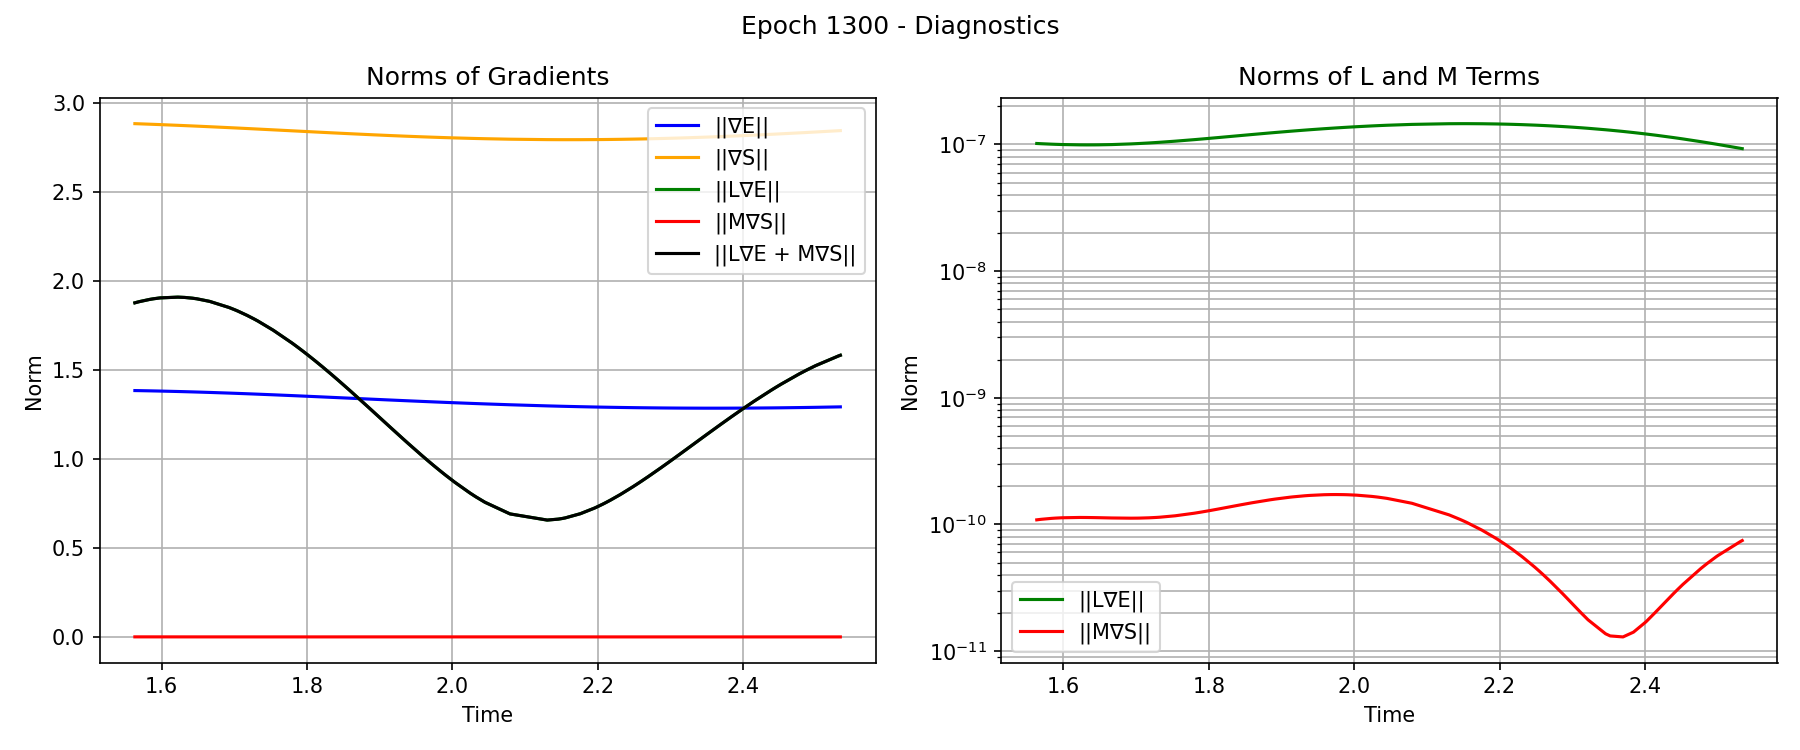 Epoch 1300 - Diagnostics
Norms of Gradients
3.0
2.5
2.0
1.5
1.0
0.5
0.0
Norm
||∇E||
||∇S||
||L∇E||
||M∇S||
||L∇E + M∇S||
1.6 1.8 2.0 2.2 2.4
Time
Norms of L and M Terms
10⁻⁷
10⁻⁸
10⁻⁹
10⁻¹⁰
10⁻¹¹
Norm
||L∇E||
||M∇S||
1.6 1.8 2.0 2.2 2.4
Time